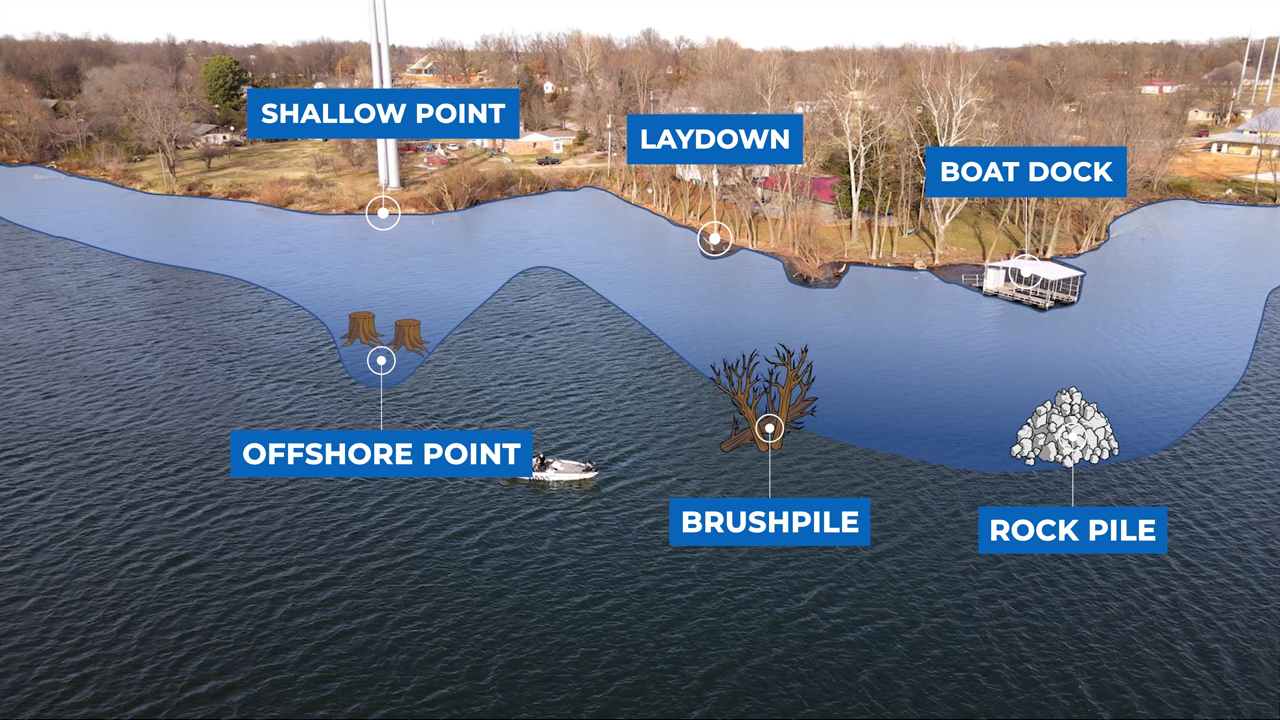 SHALLOW POINT
LAYDOWN
BOAT DOCK
OFFSHORE POINT
BRUSHPILE
ROCK PILE